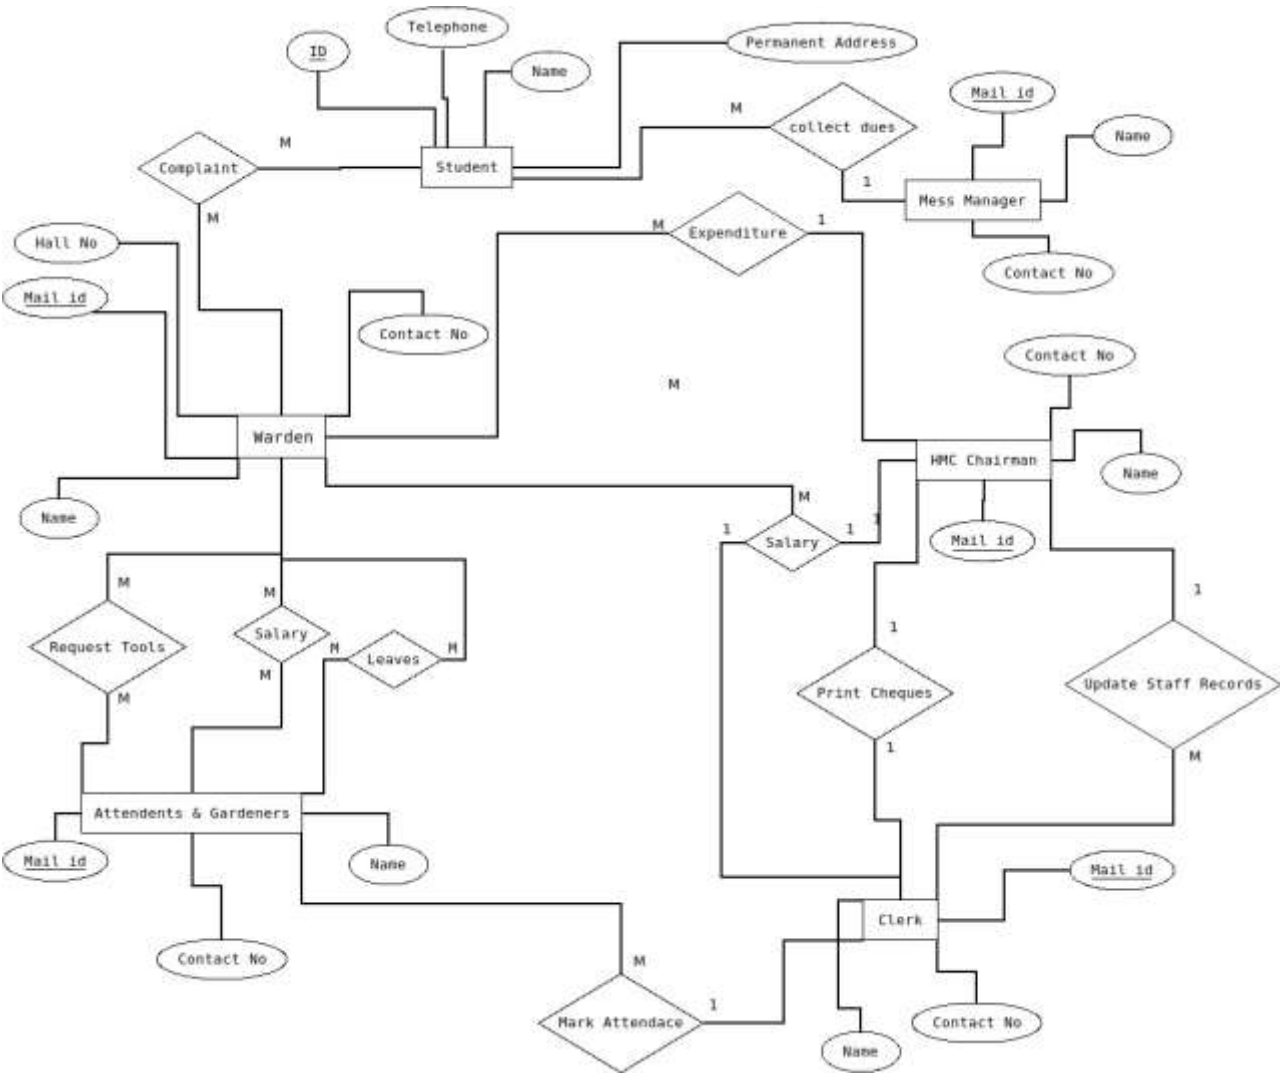 Telephone
Permanent Address
ID
Name
Mail id
M
collect dues
Name
M
Complaint
Student
1
Mess Manager
M
M
Expenditure
1
Hall No
Contact No
Mail id
Contact No
Contact No
M
Warden
HMC Chairman
Name
Name
M
1
Salary
1
1
Mail id
M
M
1
1
Request Tools
Salary
M
Leaves
M
M
M
Print Cheques
Update Staff Records
1
M
Attendents & Gardeners
Mail id
Name
Mail id
Clerk
Contact No
M
1
Mark Attendace
Contact No
Name